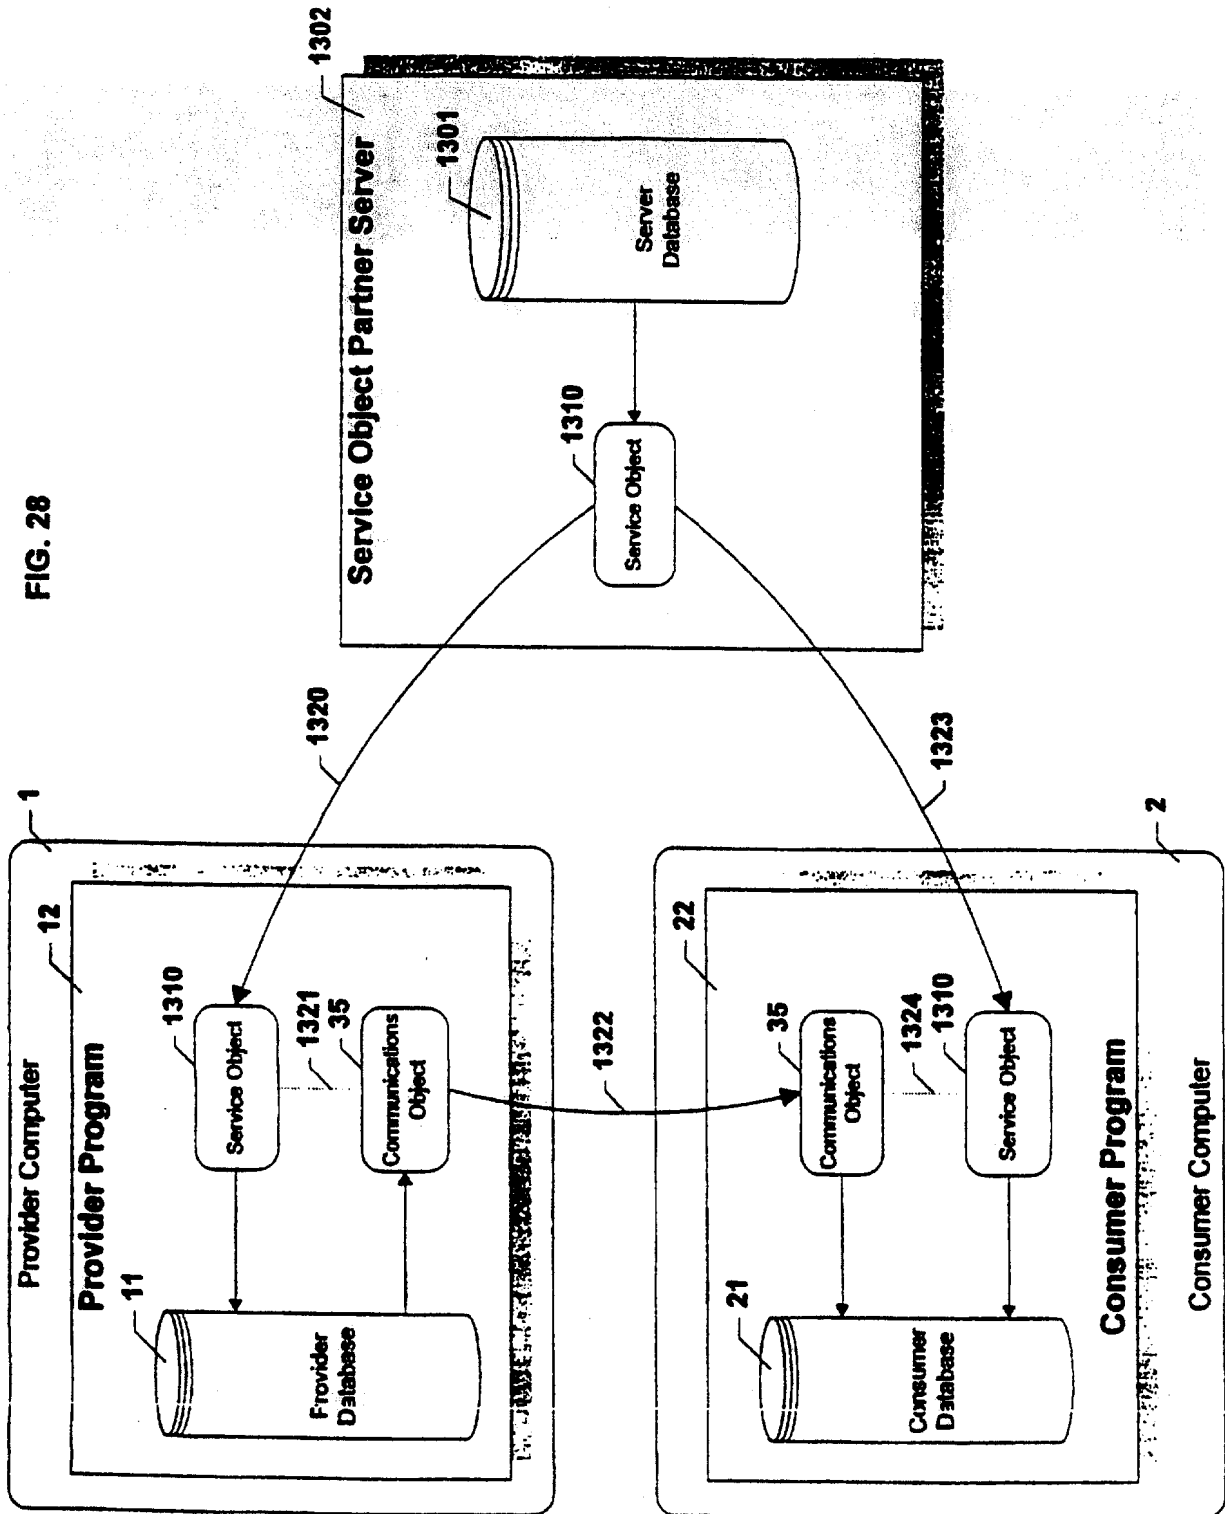 FIG. 28
Provider Computer
1
Provider Program
12
11
Provider
Database
1310
Service Object
1321
35
Communications
Object
1320
1322
Service Object Partner Server
1302
1301
Server
Database
1310
Service Object
1323
2
22
35
Communications
Object
1324
1310
Service Object
21
Consumer
Database
Consumer Program
Consumer Computer